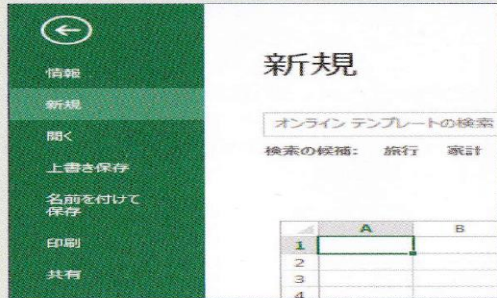 情報
新規
開く
上書き保存
名前を付けて
保存
印刷
共有
新規
オンライン テンプレートの検索
検索の候補: 旅行 家計
A B
1
2
3
4